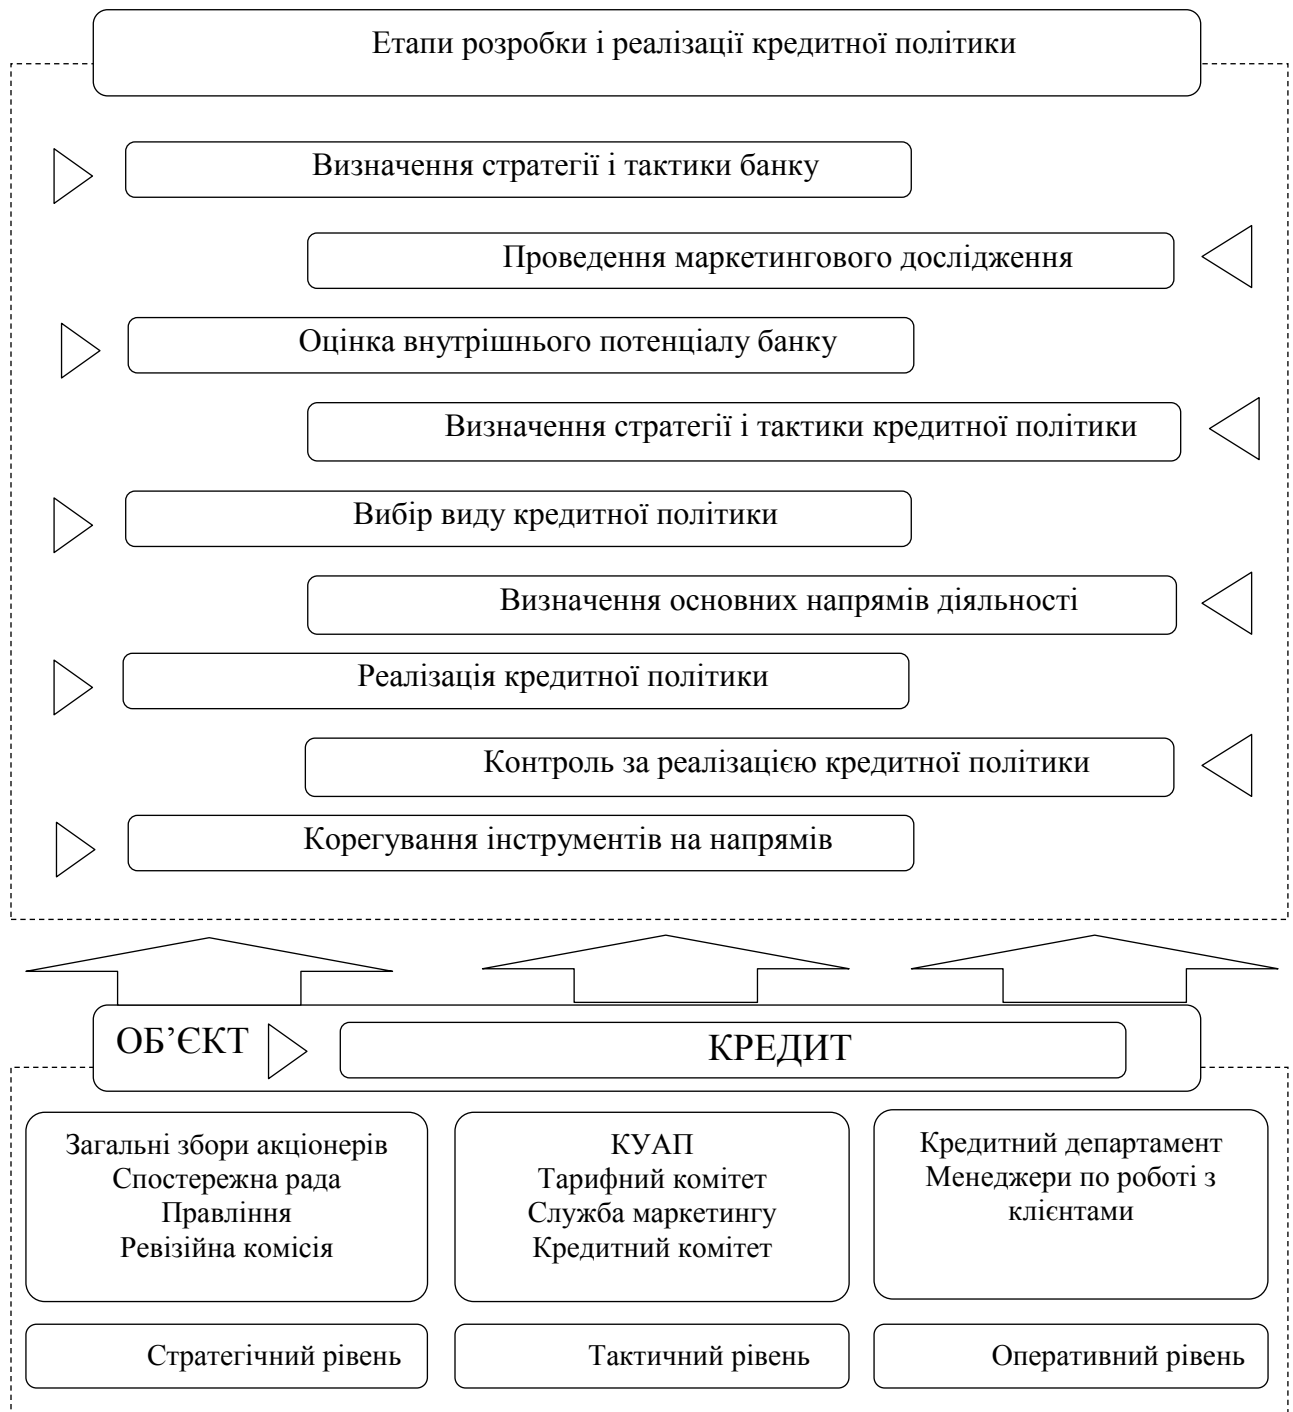 Етапи розробки і реалізації кредитної політики
Визначення стратегії і тактики банку
Проведення маркетингового дослідження
Оцінка внутрішнього потенціалу банку
Визначення стратегії і тактики кредитної політики
Вибір виду кредитної політики
Визначення основних напрямів діяльності
Реалізація кредитної політики
Контроль за реалізацією кредитної політики
Корегування інструментів на напрямів
ОБ’ЄКТ
КРЕДИТ
Загальні збори акціонерів
Спостережна рада
Правління
Ревізійна комісія
КУАП
Тарифний комітет
Служба маркетингу
Кредитний комітет
Кредитний департамент
Менеджери по роботі з
клієнтами
Стратегічний рівень
Тактичний рівень
Оперативний рівень